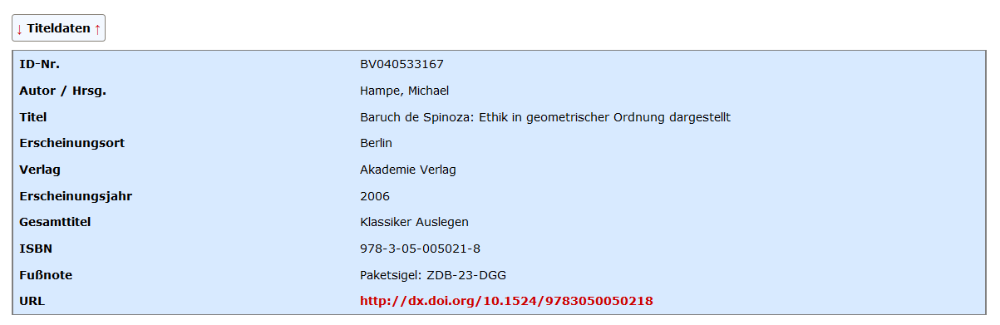 ↓ Titeldaten ↑
ID-Nr. BV040533167
Autor / Hrsg. Hampe, Michael
Titel Baruch de Spinoza: Ethik in geometrischer Ordnung dargestellt
Erscheinungsort Berlin
Verlag Akademie Verlag
Erscheinungsjahr 2006
Gesamttitel Klassiker Auslegen
ISBN 978-3-05-005021-8
Fußnote Paketsigel: ZDB-23-DGG
URL http://dx.doi.org/10.1524/9783050050218